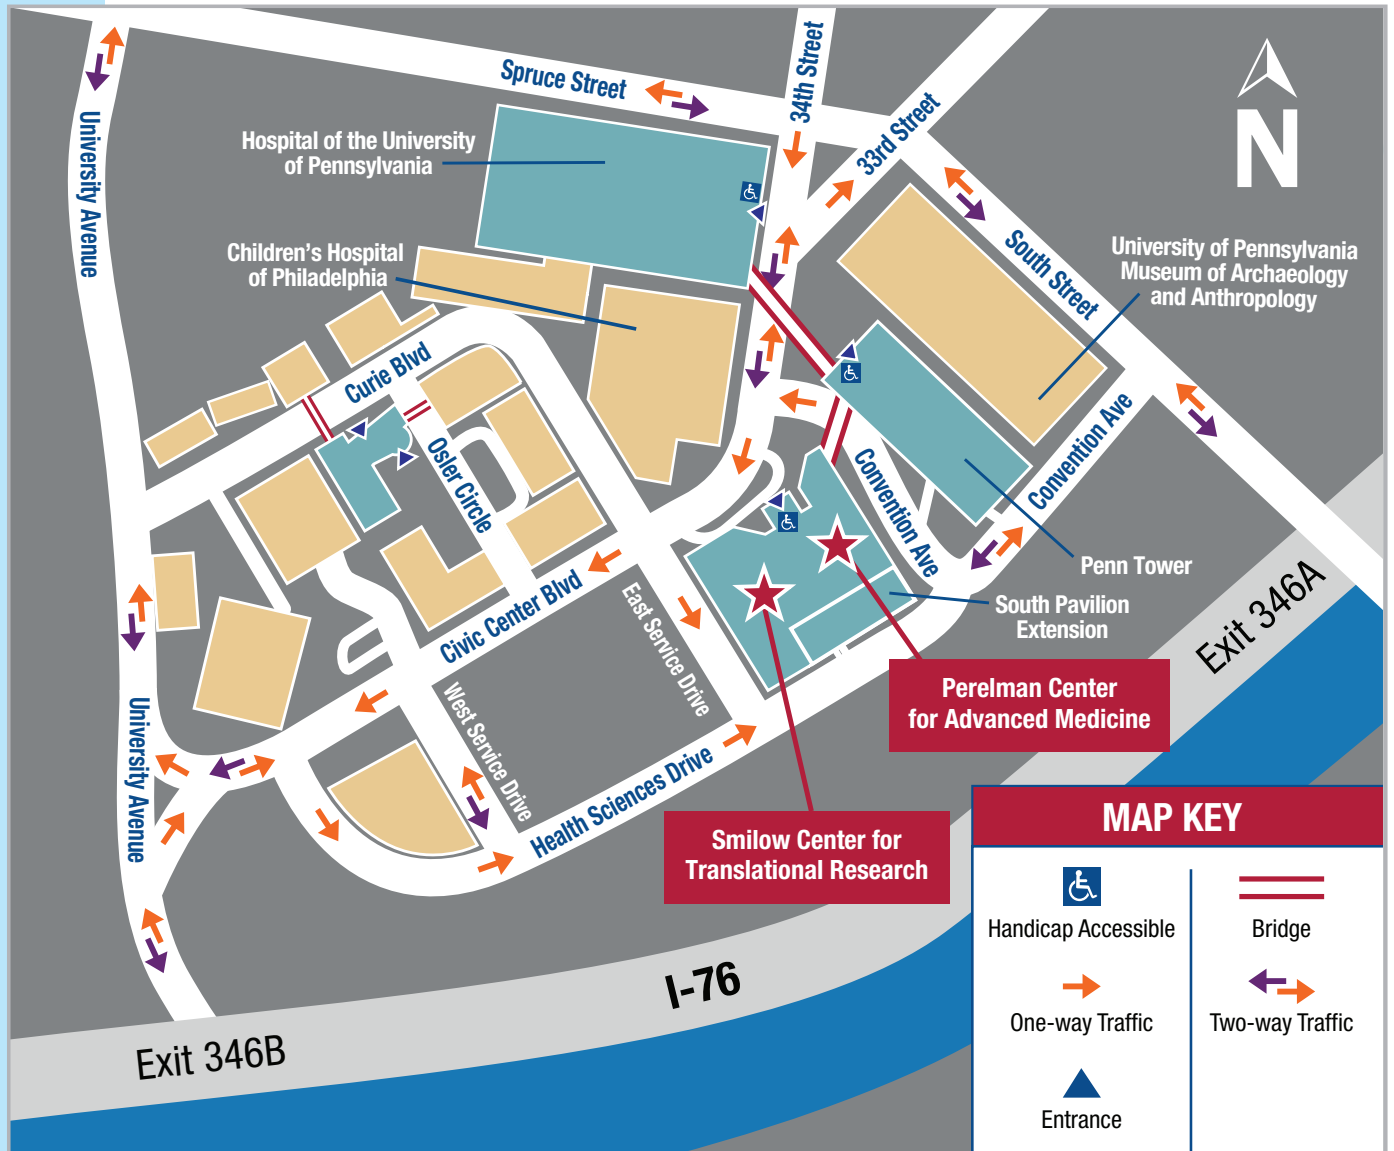 Spruce Street
34th Street
33rd Street
N
University Avenue
Hospital of the University
of Pennsylvania
Children's Hospital
of Philadelphia
South Street
University of Pennsylvania
Museum of Archaeology
and Anthropology
Curie Blvd
Osler Circle
Convention Ave
Convention Ave
Penn Tower
South Pavilion
Extension
Civic Center Blvd
East Service Drive
West Service Drive
Exit 346A
Perelman Center
for Advanced Medicine
University Avenue
Health Sciences Drive
Smilow Center for
Translational Research
I-76
Exit 346B
MAP KEY
Handicap Accessible
Bridge
One-way Traffic
Two-way Traffic
Entrance